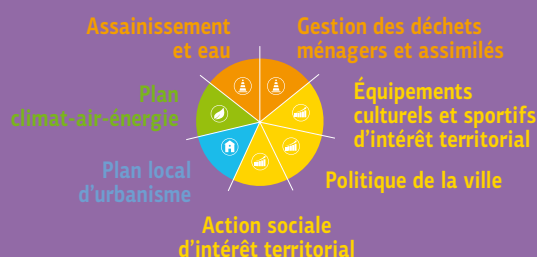 Assainissement
et eau
Gestion des déchets
ménagers et assimilés
Plan
climat-air-énergie
Équipements
culturels et sportifs
d'intérêt territorial
Plan local
d'urbanisme
Politique de la ville
Action sociale
d'intérêt territorial